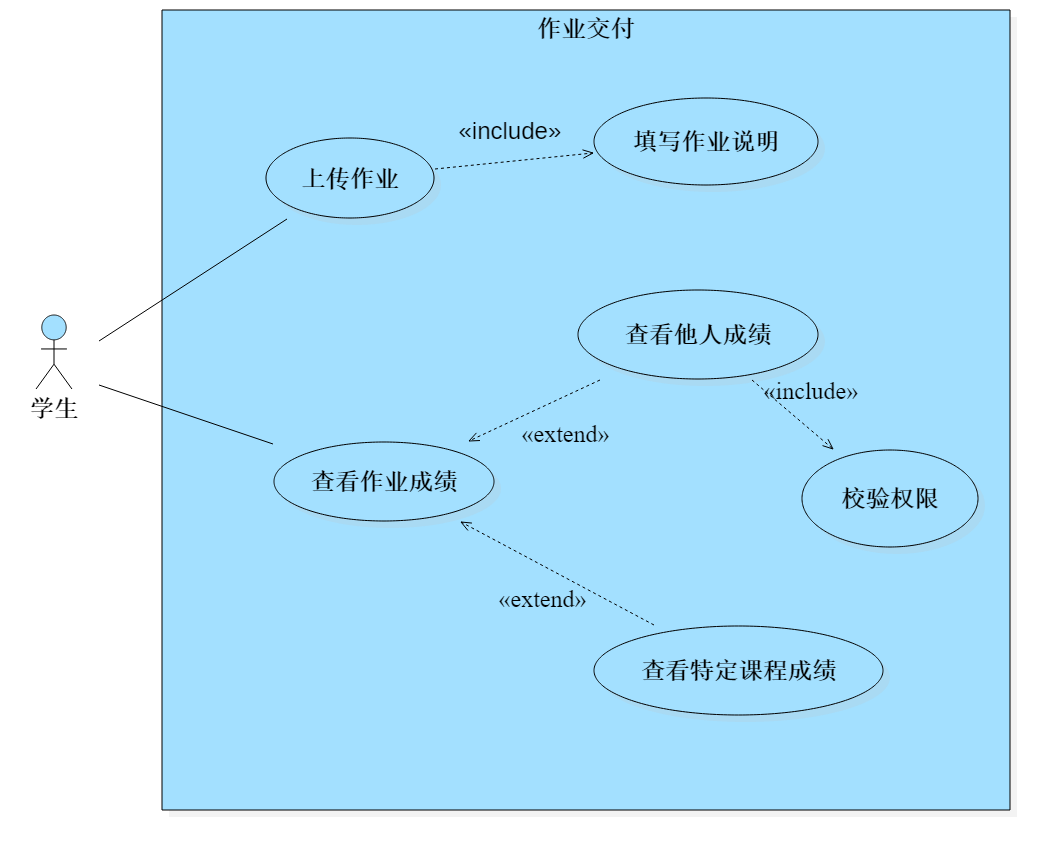 作业交付
«include»
填写作业说明
上传作业
查看他人成绩
«include»
学生
«extend»
查看作业成绩
校验权限
«extend»
查看特定课程成绩